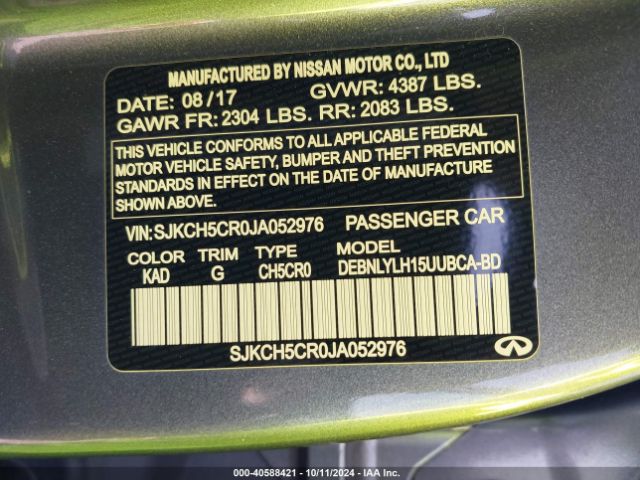 MANUFACTURED BY NISSAN MOTOR CO., LTD
DATE: 08 / 17 GVWR: 4387 LBS.
GAWR FR: 2304 LBS. RR: 2083 LBS.
THIS VEHICLE CONFORMS TO ALL APPLICABLE FEDERAL
MOTOR VEHICLE SAFETY, BUMPER AND THEFT PREVENTION
STANDARDS IN EFFECT ON THE DATE OF MANUFACTURE
SHOWN ABOVE.
VIN:SJKCH5CR0JA052976 PASSENGER CAR
COLOR TRIM TYPE MODEL
KAD G CH5CR0 DEBNLYLH15UUBCA-BD
SJKCH5CR0JA052976
000-40588421 - 10/11/2024 - IAA Inc.